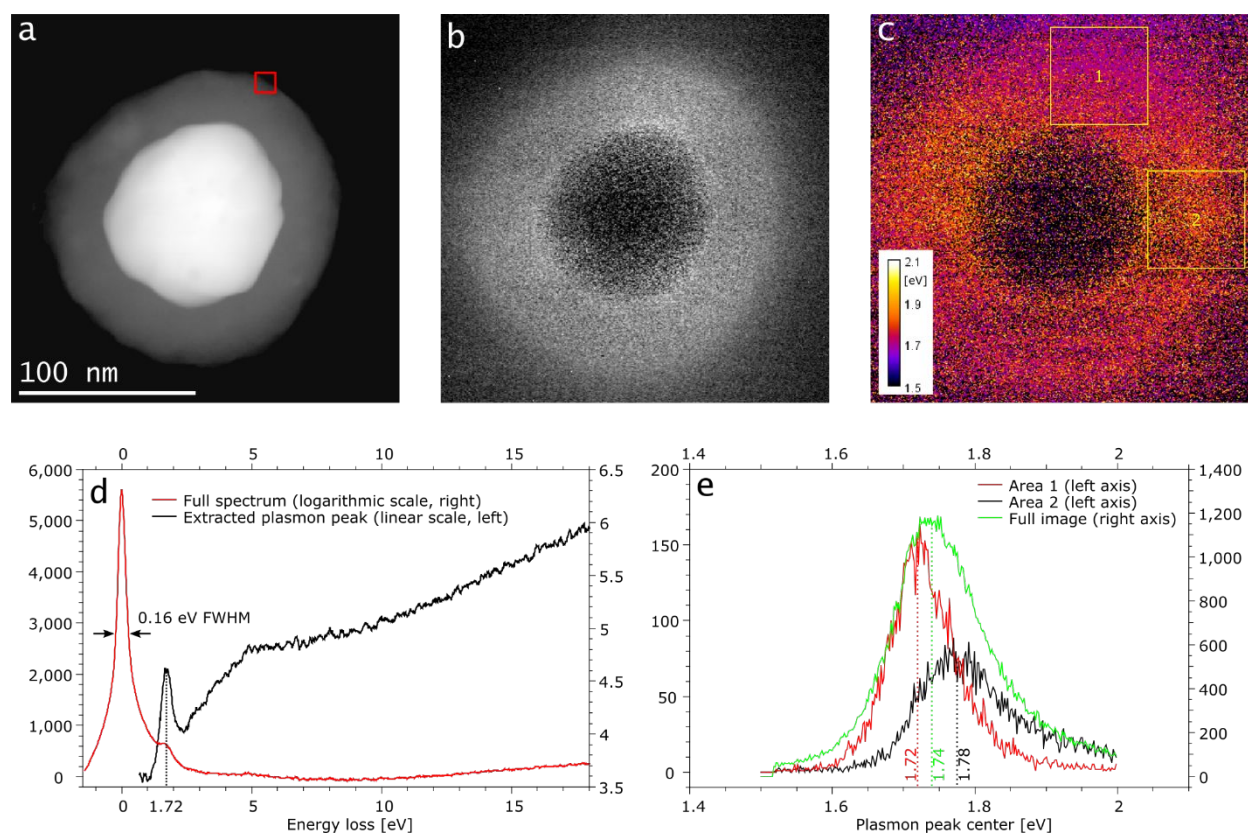 a
100 nm
b
c
1
2
2.1
[eV]
1.9
1.7
1.5
d
0 5 10 15
6,000
5,000
4,000
3,000
2,000
1,000
0
6.5
6
5.5
5
4.5
4
3.5
Full spectrum (logarithmic scale, right)
Extracted plasmon peak (linear scale, left)
0.16 eV FWHM
0 1.72 5 10 15
Energy loss [eV]
e
1.4 1.6 1.8 2
200
150
100
50
0
1,400
1,200
1,000
800
600
400
200
0
Area 1 (left axis)
Area 2 (left axis)
Full image (right axis)
1.72
1.74
1.78
1.4 1.6 1.8 2
Plasmon peak center [eV]